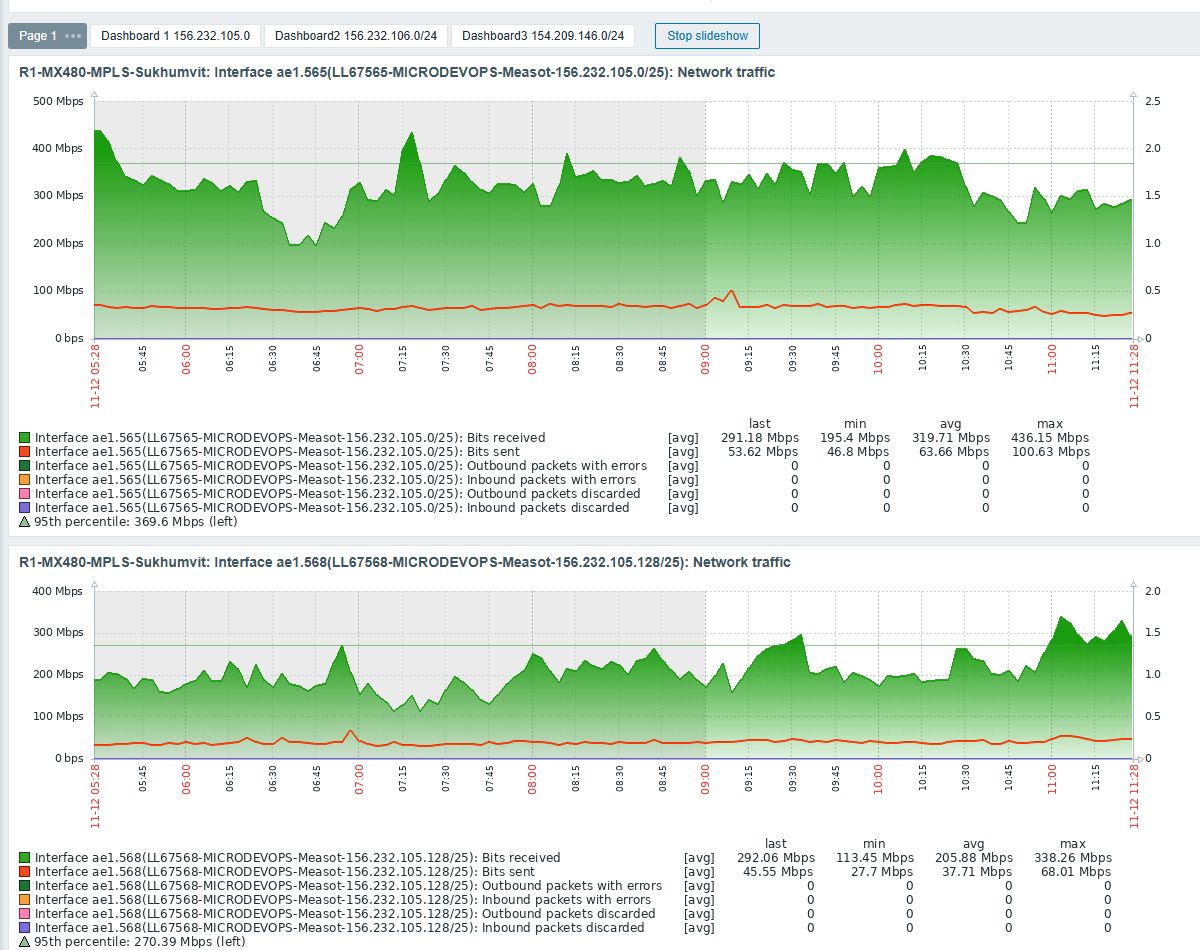 Page 1 Dashboard 1 156.232.105.0 Dashboard2 156.232.106.0/24 Dashboard3 154.209.146.0/24 Stop slideshow
R1-MX480-MPLS-Sukhumvit: Interface ae1.565(LL67565-MICRODEVOPS-Measot-156.232.105.0/25): Network traffic
500 Mbps 2.5
400 Mbps 2.0
300 Mbps 1.5
200 Mbps 1.0
100 Mbps 0.5
0 bps 0
11-12 05:28 05:45 06:00 06:15 06:30 06:45 07:00 07:15 07:30 07:45 08:00 08:15 08:30 08:45 09:00 09:15 09:30 09:45 10:00 10:15 10:30 10:45 11:00 11:15 11-12 11:28
last min avg max
Interface ae1.565(LL67565-MICRODEVOPS-Measot-156.232.105.0/25): Bits received [avg] 291.18 Mbps 195.4 Mbps 319.71 Mbps 436.15 Mbps
Interface ae1.565(LL67565-MICRODEVOPS-Measot-156.232.105.0/25): Bits sent [avg] 53.62 Mbps 46.8 Mbps 63.66 Mbps 100.63 Mbps
Interface ae1.565(LL67565-MICRODEVOPS-Measot-156.232.105.0/25): Outbound packets with errors [avg] 0 0 0 0
Interface ae1.565(LL67565-MICRODEVOPS-Measot-156.232.105.0/25): Inbound packets with errors [avg] 0 0 0 0
Interface ae1.565(LL67565-MICRODEVOPS-Measot-156.232.105.0/25): Outbound packets discarded [avg] 0 0 0 0
Interface ae1.565(LL67565-MICRODEVOPS-Measot-156.232.105.0/25): Inbound packets discarded [avg] 0 0 0 0
95th percentile: 369.6 Mbps (left)
R1-MX480-MPLS-Sukhumvit: Interface ae1.568(LL67568-MICRODEVOPS-Measot-156.232.105.128/25): Network traffic
400 Mbps 2.0
300 Mbps 1.5
200 Mbps 1.0
100 Mbps 0.5
0 bps 0
11-12 05:28 05:45 06:00 06:15 06:30 06:45 07:00 07:15 07:30 07:45 08:00 08:15 08:30 08:45 09:00 09:15 09:30 09:45 10:00 10:15 10:30 10:45 11:00 11:15 11-12 11:28
last min avg max
Interface ae1.568(LL67568-MICRODEVOPS-Measot-156.232.105.128/25): Bits received [avg] 292.06 Mbps 113.45 Mbps 205.88 Mbps 338.26 Mbps
Interface ae1.568(LL67568-MICRODEVOPS-Measot-156.232.105.128/25): Bits sent [avg] 45.55 Mbps 27.7 Mbps 37.71 Mbps 68.01 Mbps
Interface ae1.568(LL67568-MICRODEVOPS-Measot-156.232.105.128/25): Outbound packets with errors [avg] 0 0 0 0
Interface ae1.568(LL67568-MICRODEVOPS-Measot-156.232.105.128/25): Inbound packets with errors [avg] 0 0 0 0
Interface ae1.568(LL67568-MICRODEVOPS-Measot-156.232.105.128/25): Outbound packets discarded [avg] 0 0 0 0
Interface ae1.568(LL67568-MICRODEVOPS-Measot-156.232.105.128/25): Inbound packets discarded [avg] 0 0 0 0
95th percentile: 270.39 Mbps (left)